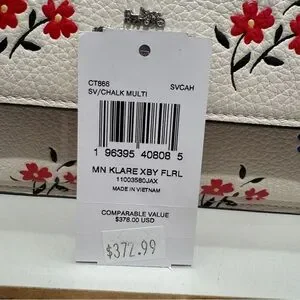 CT866 SVCAH
SV/CHALK MULTI
1 96395 40808 5
MN KLARE XBY FLRL
11003580JAX
MADE IN VIETNAM
COMPARABLE VALUE
$378.00 USD
$372.99